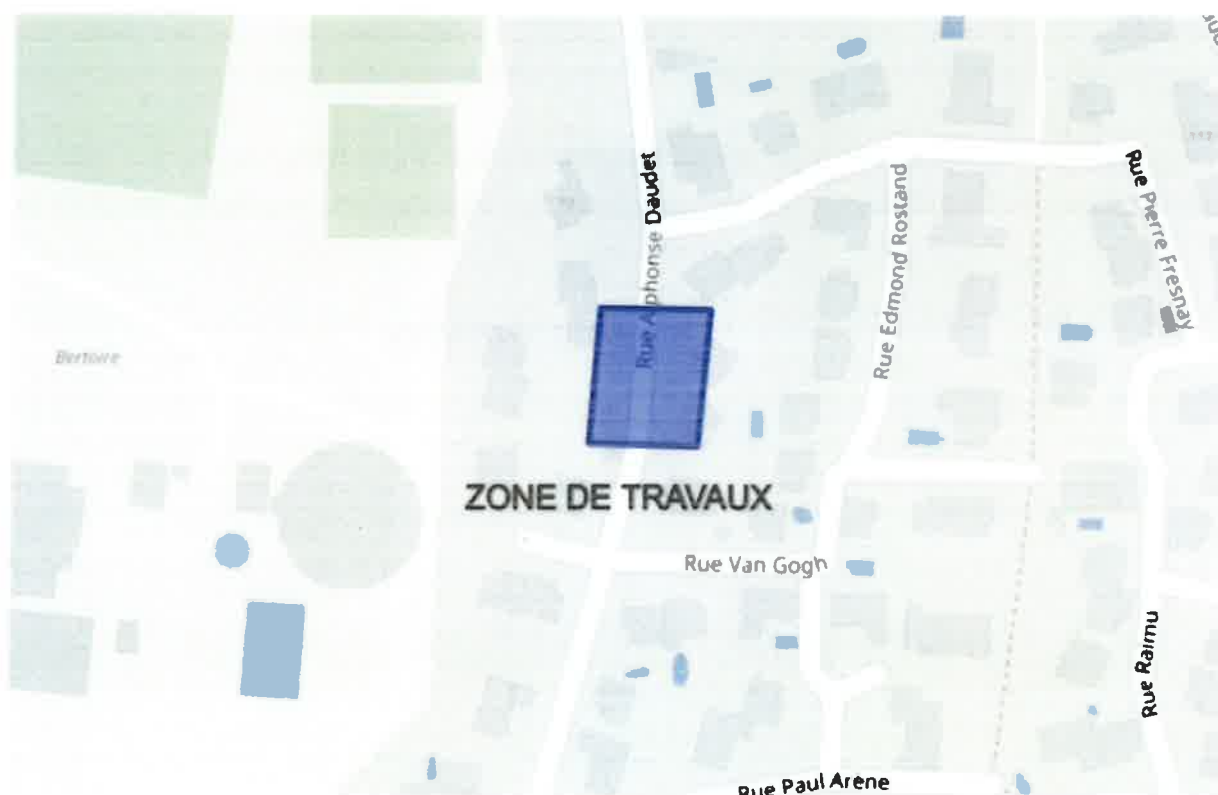 Rue Alphonse Daudet
Rue Edmond Rostand
Rue Pierre Fresnay
Bertoire
ZONE DE TRAVAUX
Rue Van Gogh
Rue Raimu
Rue Paul Arene